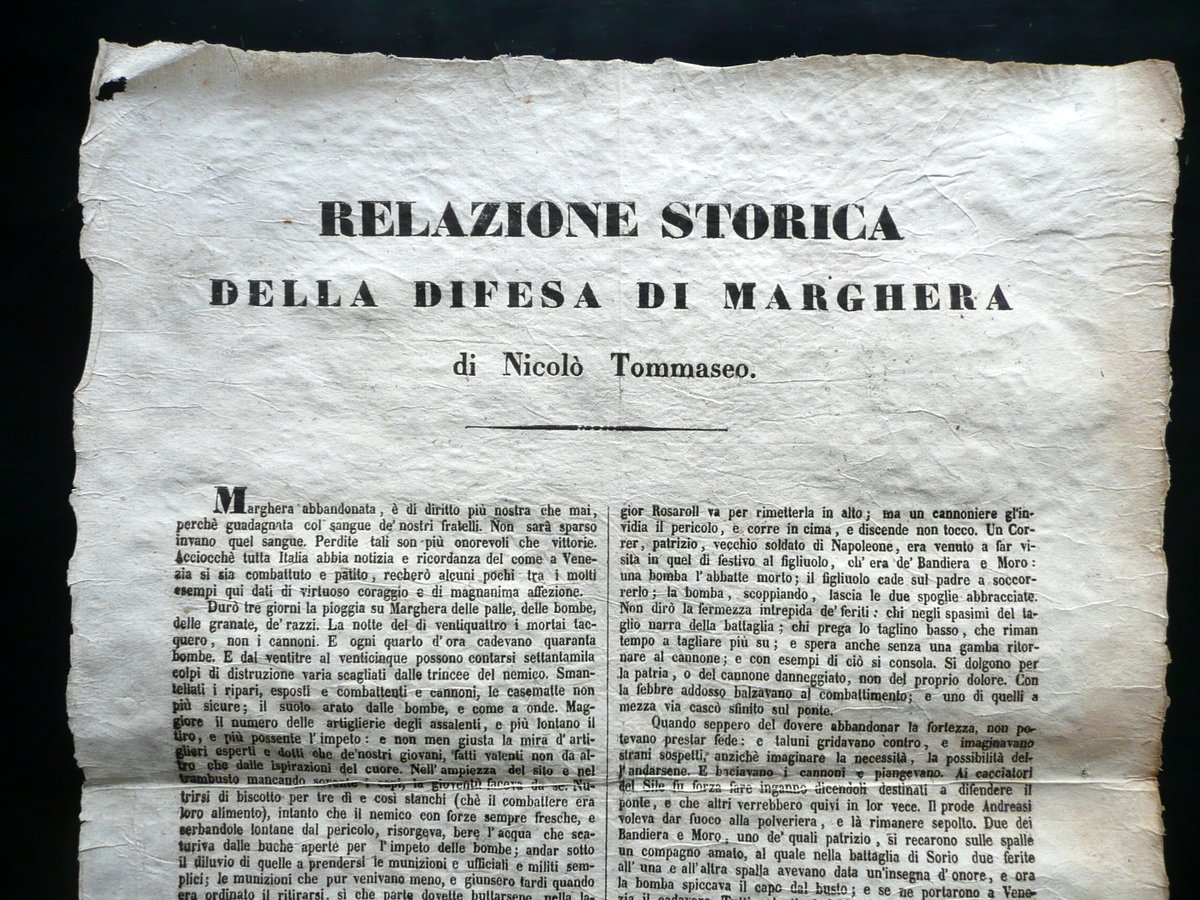 RELAZIONE STORICA
DELLA DIFESA DI MARGHERA
di Nicolò Tommaseo.
Marghera abbandonata, è di diritto più nostra che mai,
perchè guadagnata col sangue de' nostri fratelli. Non sarà sparso
invano quel sangue. Perdite tali son più onorevoli che vittorie.
Acciocchè tutta Italia abbia notizia e ricordanza del come a Vene-
zia si sia combattuto e patito, recherò alcuni pochi tra i molti
esempi qui dati di virtuoso coraggio e di magnanima affezione.
Durò tre giorni la pioggia su Marghera delle palle, delle bombe,
delle granate, de' razzi. La notte del dì ventiquattro i mortai tac-
quero, non i cannoni. E ogni quarto d'ora cadevano quaranta
bombe. E dal ventitre al venticinque possono contarsi settantamila
colpi di distruzione varia scagliati dalle trincee del nemico. Sman-
tellati i ripari, esposti e combattenti e cannoni, le casematte non
più sicure; il suolo arato dalle bombe, e come a onde. Mag-
giore il numero delle artiglierie degli assalenti, e più lontano il
tiro, e più possente l'impeto: e non men giusta la mira d'arti-
glieri esperti e dotti che de'nostri giovani, fatti valenti non da al-
tro che dalle ispirazioni del cuore. Nell'ampiezza del sito e nel
trambusto mancando sovente i capi, la gioventù faceva da sè. Nu-
trirsi di biscotto per tre dì e così stanchi (chè il combattere era
loro alimento), intanto che il nemico con forze sempre fresche, e
serbandole lontane dal pericolo, risorgeva, bere l'acqua che sca-
turiva dalle buche aperte per l'impeto delle bombe; andar sotto
il diluvio di quelle a prendersi le munizioni e ufficiali e militi sem-
plici; le munizioni che pur venivano meno, e giunsero tardi quando
era ordinato il ritirarsi, sì che parte dovette buttarsene nella la-
gior Rosaroll va per rimetterla in alto; ma un cannoniere gl'in-
vidia il pericolo, e corre in cima, e discende non tocco. Un Cor-
rer, patrizio, vecchio soldato di Napoleone, era venuto a far vi-
sita in quel dì festivo al figliuolo, ch'era de' Bandiera e Moro:
una bomba l'abbatte morto; il figliuolo cade sul padre a soccor-
rerlo; la bomba, scoppiando, lascia le due spoglie abbracciate.
Non dirò la fermezza intrepida de' feriti: chi negli spasimi del ta-
glio narra della battaglia; chi prega lo taglino basso, che riman
tempo a tagliare più su; e spera anche senza una gamba ritor-
nare al cannone; e con esempi di ciò si consola. Si dolgono per
la patria, o del cannone danneggiato, non del proprio dolore. Con
la febbre addosso balzavano al combattimento; e uno di quelli a
mezza via cascò sfinito sul ponte.
Quando seppero del dovere abbandonar la fortezza, non po-
tevano prestar fede: e taluni gridavano contro, e imaginavano
strani sospetti, anzichè imaginare la necessità, la possibilità del-
l'andarsene. E baciavano i cannoni e piangevano. Ai cacciatori
del Sile fu forza fare inganno dicendoli destinati a difendere il
ponte, e che altri verrebbero quivi in lor vece. Il prode Andreasi
voleva dar fuoco alla polveriera, e là rimanere sepolto. Due dei
Bandiera e Moro, uno de' quali patrizio, si recarono sulle spalle
un compagno amato, al quale nella battaglia di Sorio due ferite
all'una e all'altra spalla avevano data un'insegna d'onore, e ora
la bomba spiccava il capo dal busto; e se ne portarono a Vene-
zia il cadavere.